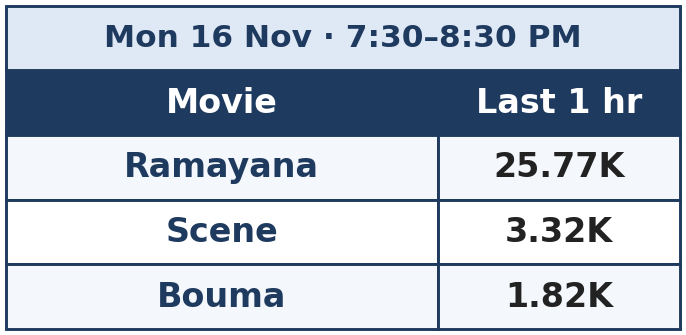 Mon 16 Nov · 7:30–8:30 PM
Movie Last 1 hr
Ramayana 25.77K
Scene 3.32K
Bouma 1.82K